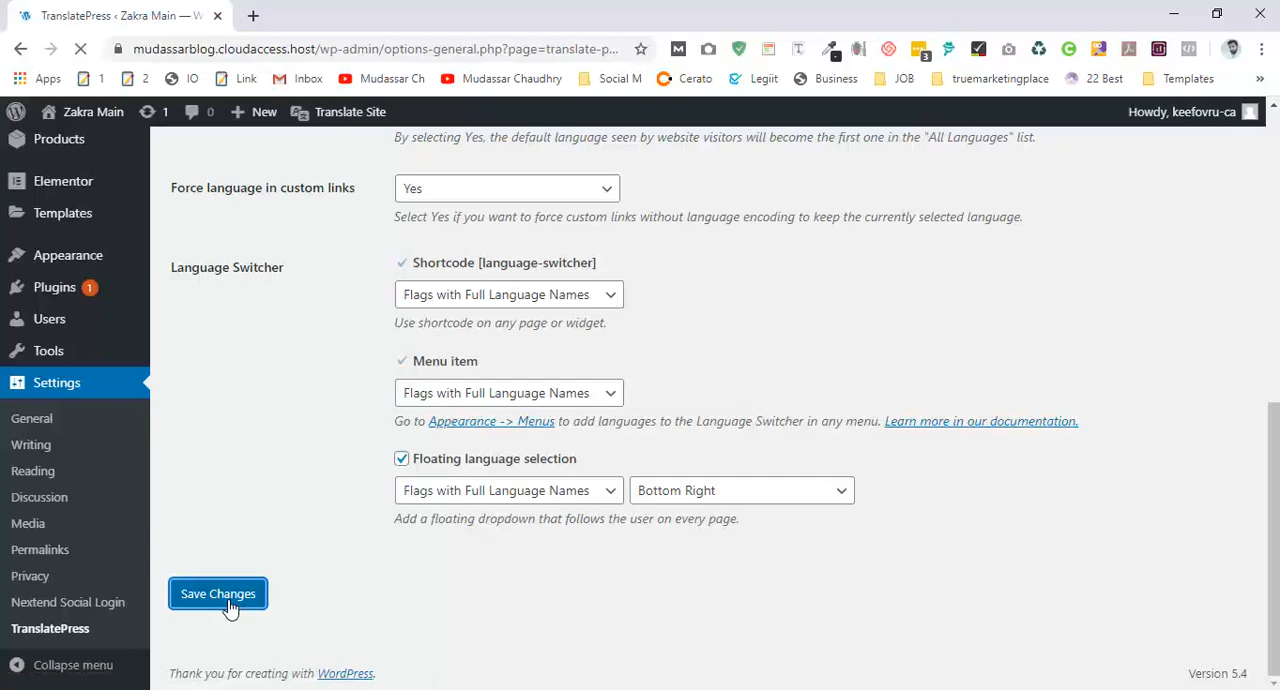 TranslatePress ‹ Zakra Main — W
mudassarblog.cloudaccess.host/wp-admin/options-general.php?page=translate-p...
Apps 1 2 IO Link Inbox Mudassar Ch Mudassar Chaudhry Social M Cerato Legiit Business JOB truemarketingplace 22 Best Templates »
Zakra Main 1 0 New Translate Site Howdy, keefovru-ca
Products
Elementor
Templates
Appearance
Plugins 1
Users
Tools
Settings
General
Writing
Reading
Discussion
Media
Permalinks
Privacy
Nextend Social Login
TranslatePress
Collapse menu
By selecting Yes, the default language seen by website visitors will become the first one in the "All Languages" list.
Force language in custom links Yes
Select Yes if you want to force custom links without language encoding to keep the currently selected language.
Language Switcher Shortcode [language-switcher]
Flags with Full Language Names
Use shortcode on any page or widget.
Menu item
Flags with Full Language Names
Go to Appearance -> Menus to add languages to the Language Switcher in any menu. Learn more in our documentation.
Floating language selection
Flags with Full Language Names Bottom Right
Add a floating dropdown that follows the user on every page.
Save Changes
Thank you for creating with WordPress. Version 5.4